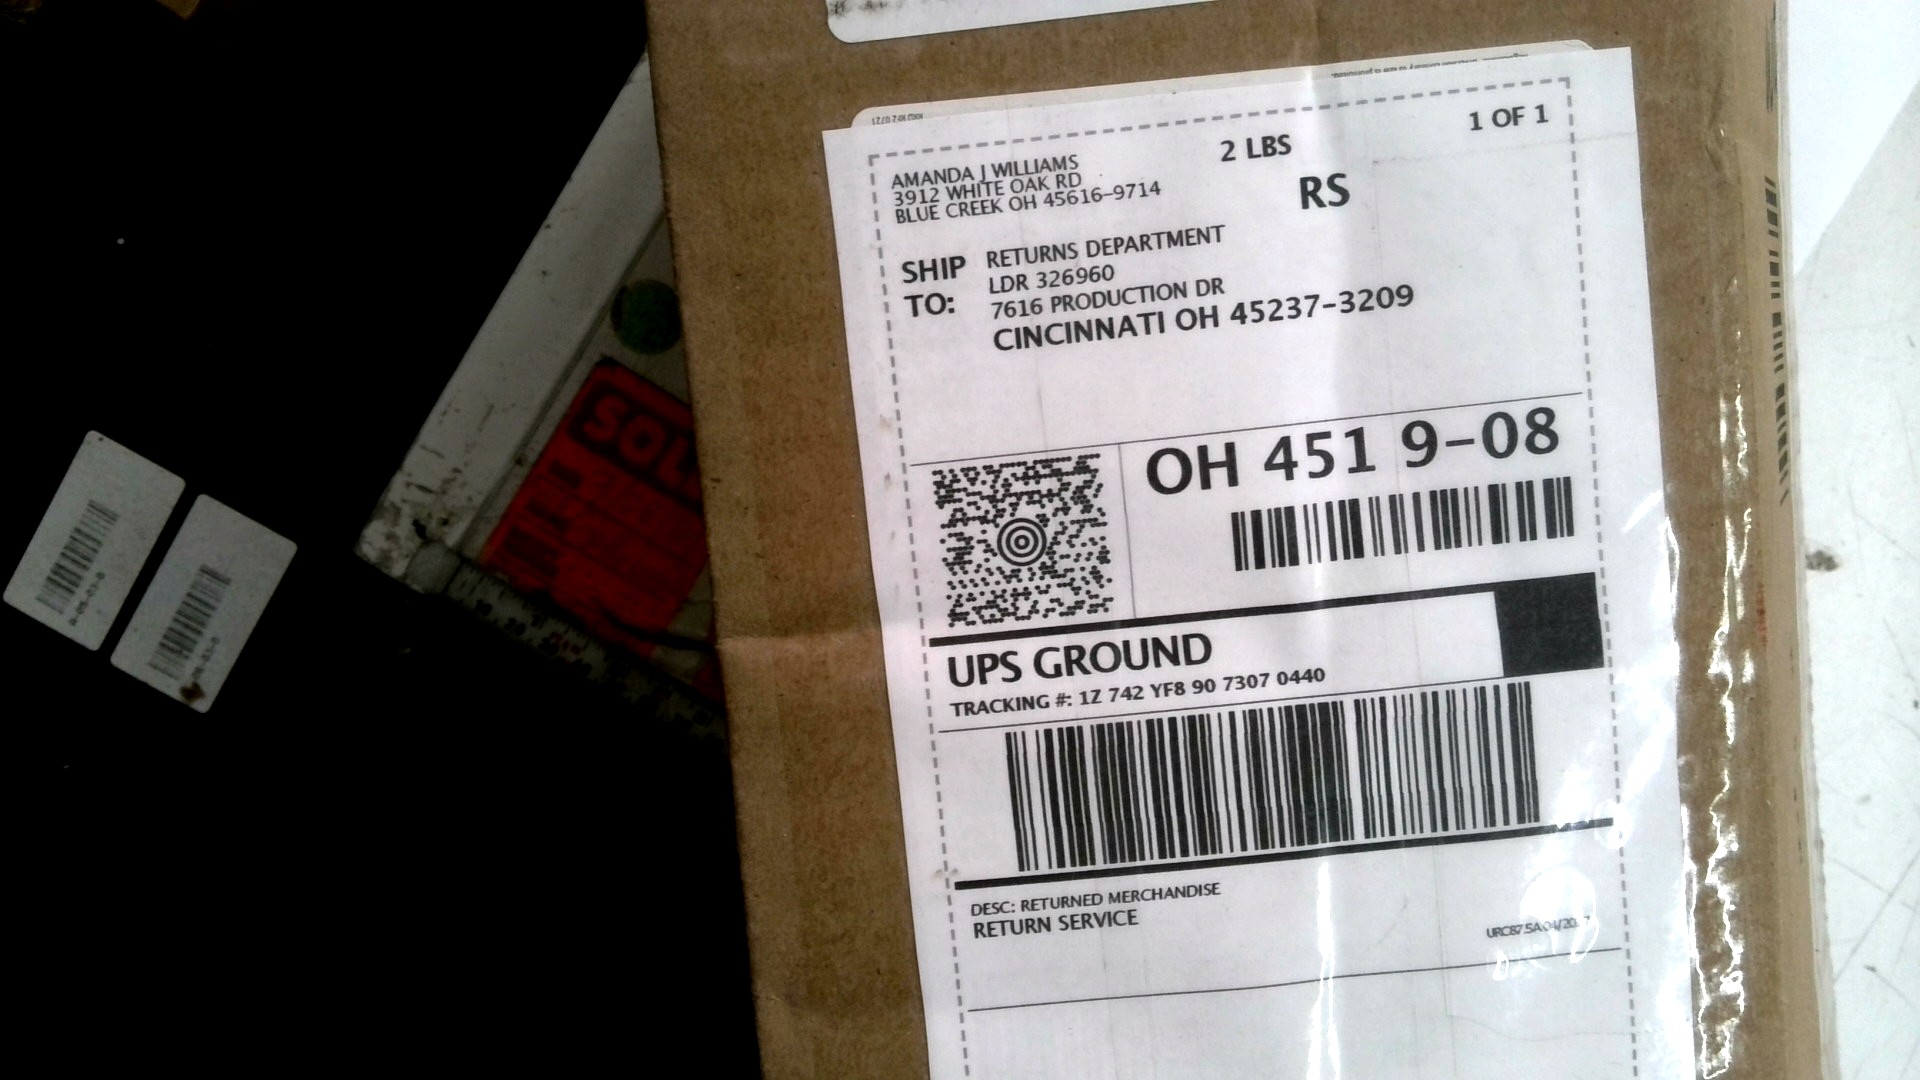 1 OF 1
2 LBS
RS
AMANDA J WILLIAMS
3912 WHITE OAK RD
BLUE CREEK OH 45616-9714
SHIP TO:
RETURNS DEPARTMENT
LDR 326960
7616 PRODUCTION DR
CINCINNATI OH 45237-3209
OH 451 9-08
UPS GROUND
TRACKING #: 1Z 742 YF8 90 7307 0440
DESC: RETURNED MERCHANDISE
RETURN SERVICE